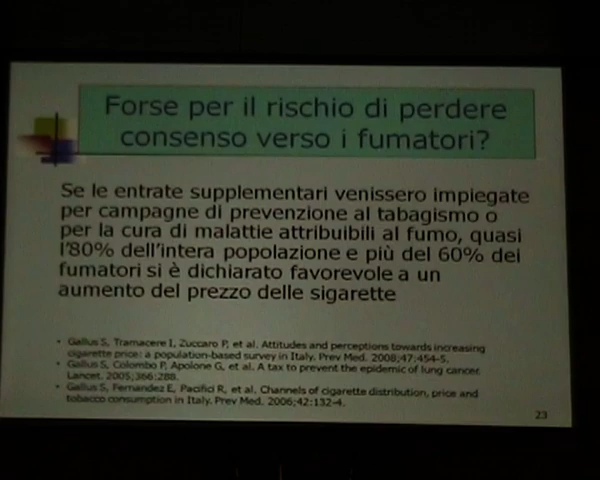 Forse per il rischio di perdere
consenso verso i fumatori?
Se le entrate supplementari venissero impiegate
per campagne di prevenzione al tabagismo o
per la cura di malattie attribuibili al fumo, quasi
l'80% dell'intera popolazione e più del 60% dei
fumatori si è dichiarato favorevole a un
aumento del prezzo delle sigarette
• Gallus S, Tramacere I, Zuccaro P, et al. Attitudes and perceptions towards increasing
cigarette price: a population-based survey in Italy. Prev Med. 2008;47:454-5.
• Gallus S, Colombo P, Apolone G, et al. A tax to prevent the epidemic of lung cancer.
Lancet. 2005;366:288.
• Gallus S, Fernandez E, Pacifici R, et al. Channels of cigarette distribution, price and
tobacco consumption in Italy. Prev Med. 2006;42:132-4.
23